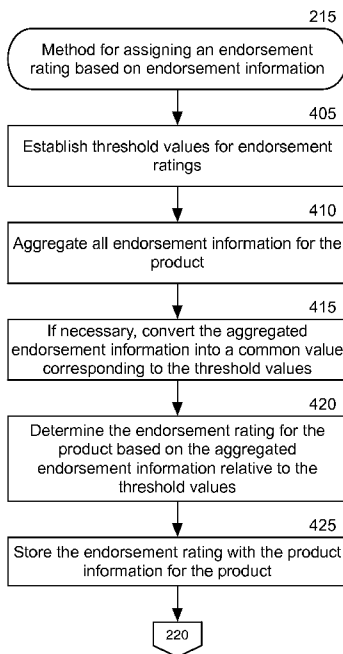 215
Method for assigning an endorsement
rating based on endorsement information
405
Establish threshold values for endorsement
ratings
410
Aggregate all endorsement information for the
product
415
If necessary, convert the aggregated
endorsement information into a common value
corresponding to the threshold values
420
Determine the endorsement rating for the
product based on the aggregated
endorsement information relative to the
threshold values
425
Store the endorsement rating with the product
information for the product
220